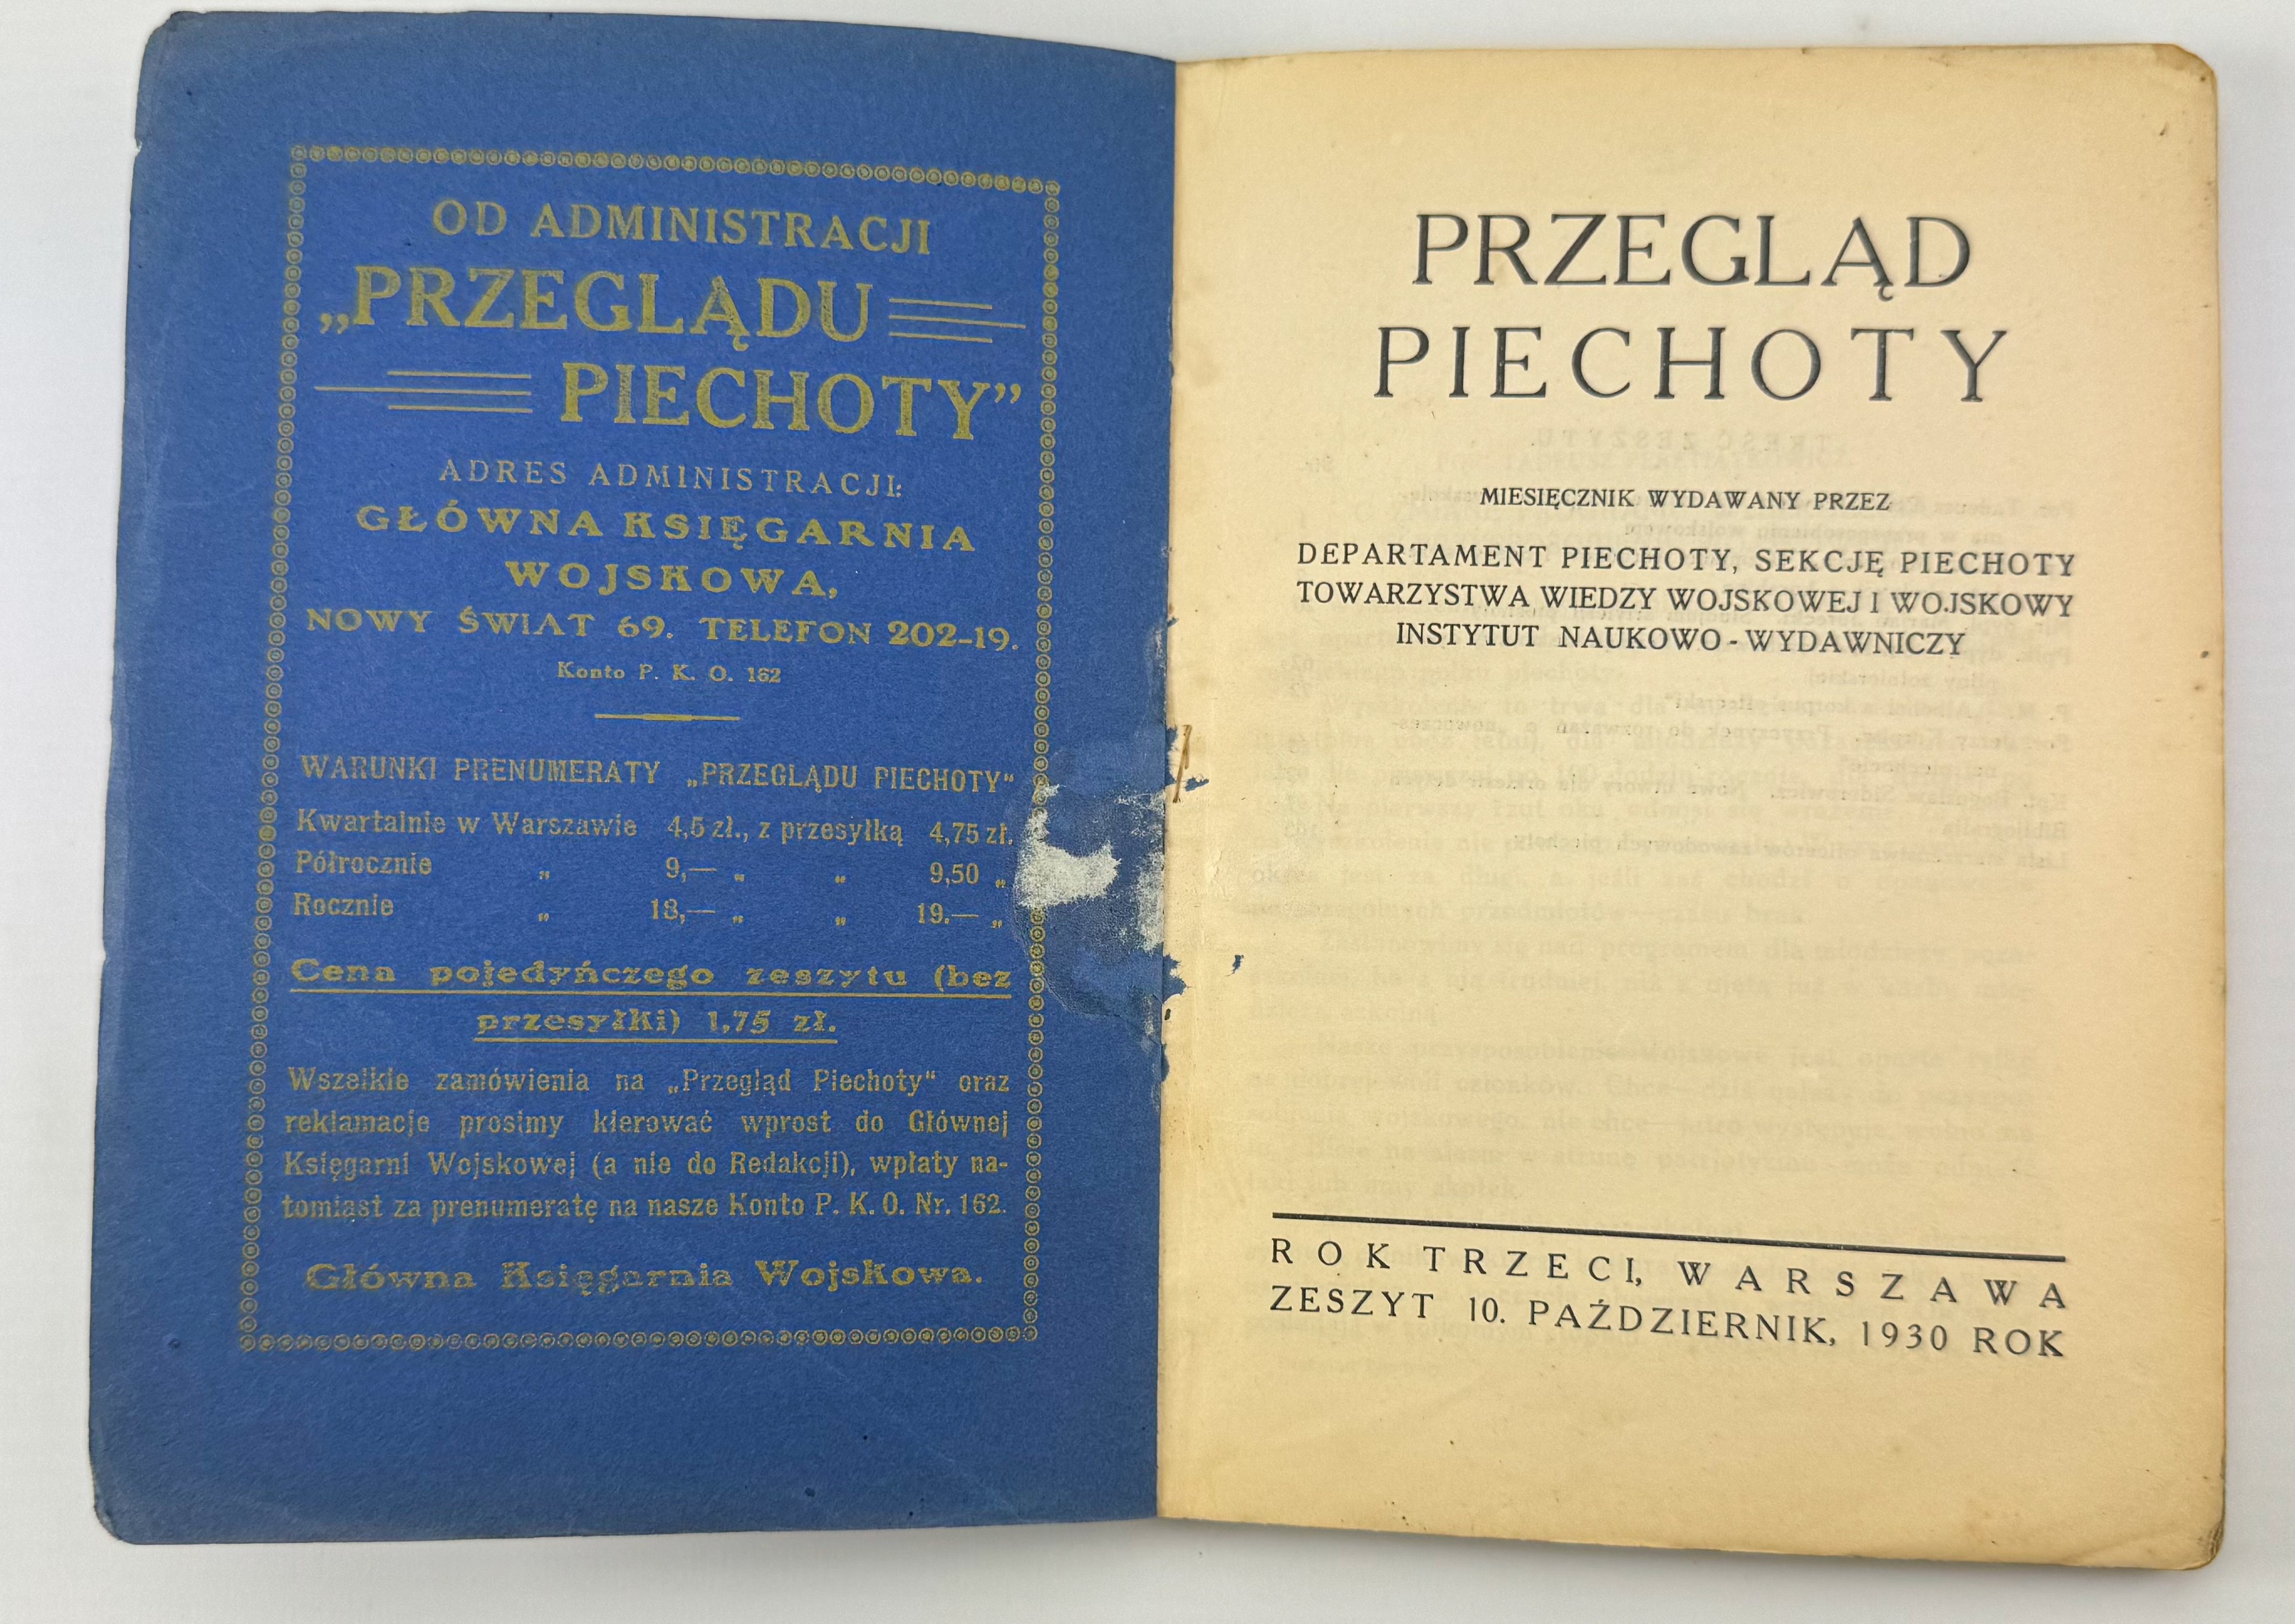 OD ADMINISTRACJI
„PRZEGLĄDU
PIECHOTY”
ADRES ADMINISTRACJI:
GŁÓWNA KSIĘGARNIA
WOJSKOWA,
NOWY ŚWIAT 69. TELEFON 202-19.
Konto P. K. O. 162
WARUNKI PRENUMERATY „PRZEGLĄDU PIECHOTY"
Kwartalnie w Warszawie 4,5 zł., z przesyłką 4,75 zł.
Półrocznie „ 9,— „ „ 9,50 „
Rocznie „ 18,— „ „ 19.— „
Cena pojedyńczego zeszytu (bez
przesyłki) 1,75 zł.
Wszelkie zamówienia na „Przegląd Piechoty" oraz
reklamacje prosimy kierować wprost do Głównej
Księgarni Wojskowej (a nie do Redakcji), wpłaty na-
tomiast za prenumeratę na nasze Konto P. K. O. Nr. 162.
Główna Księgarnia Wojskowa.
PRZEGLĄD
PIECHOTY
MIESIĘCZNIK WYDAWANY PRZEZ
DEPARTAMENT PIECHOTY, SEKCJĘ PIECHOTY
TOWARZYSTWA WIEDZY WOJSKOWEJ I WOJSKOWY
INSTYTUT NAUKOWO-WYDAWNICZY
ROK TRZECI, WARSZAWA
ZESZYT 10. PAŹDZIERNIK, 1930 ROK